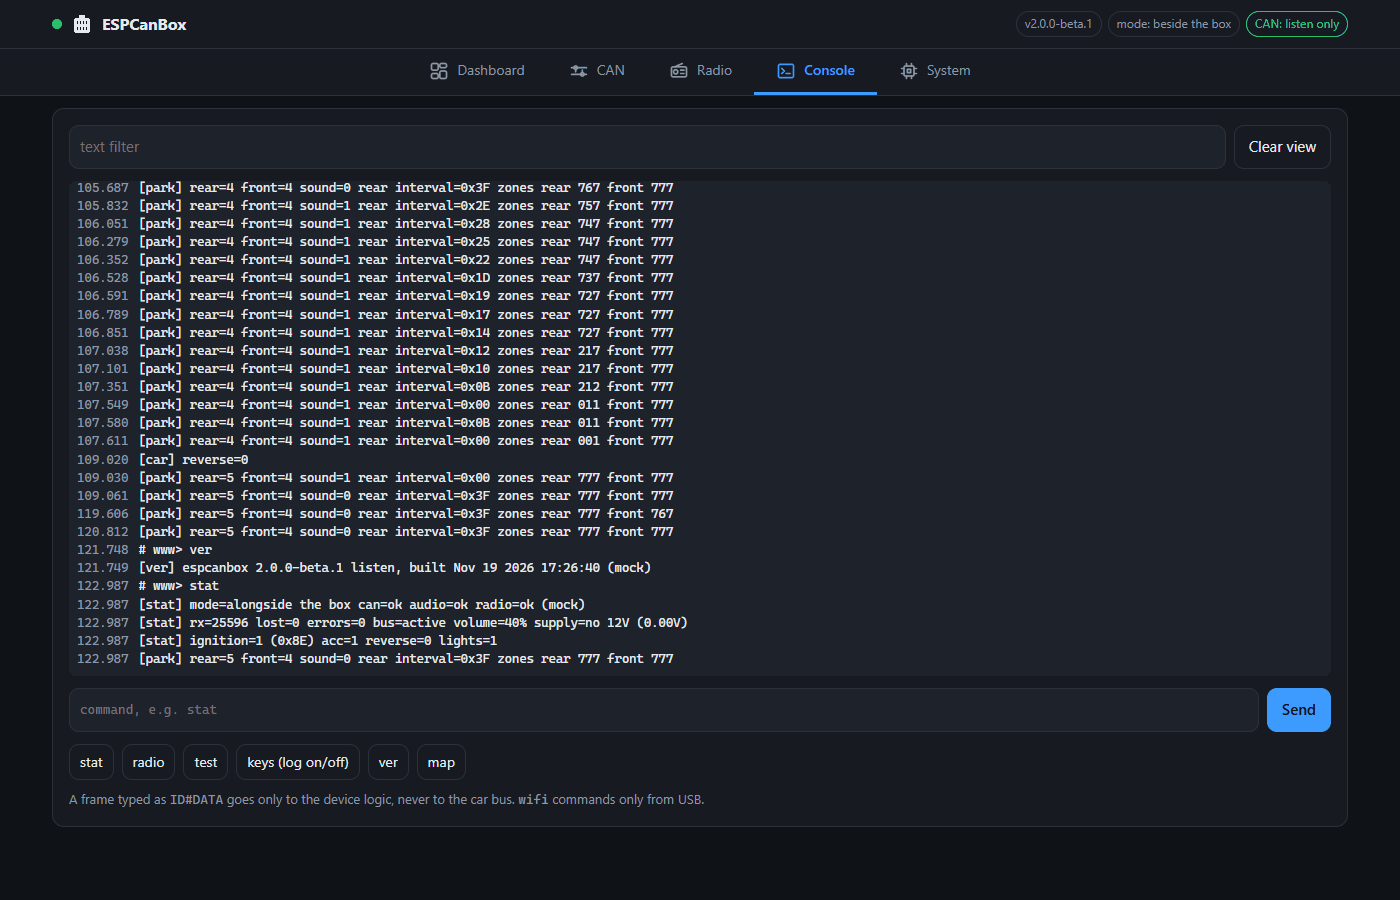 ESPCanBox
v2.0.0-beta.1
mode: beside the box
CAN: listen only
Dashboard
CAN
Radio
Console
System
text filter
Clear view
105.687 [park] rear=4 front=4 sound=0 rear interval=0x3F zones rear 767 front 777
105.832 [park] rear=4 front=4 sound=1 rear interval=0x2E zones rear 757 front 777
106.051 [park] rear=4 front=4 sound=1 rear interval=0x28 zones rear 747 front 777
106.279 [park] rear=4 front=4 sound=1 rear interval=0x25 zones rear 747 front 777
106.352 [park] rear=4 front=4 sound=1 rear interval=0x22 zones rear 747 front 777
106.528 [park] rear=4 front=4 sound=1 rear interval=0x1D zones rear 737 front 777
106.591 [park] rear=4 front=4 sound=1 rear interval=0x19 zones rear 727 front 777
106.789 [park] rear=4 front=4 sound=1 rear interval=0x17 zones rear 727 front 777
106.851 [park] rear=4 front=4 sound=1 rear interval=0x14 zones rear 727 front 777
107.038 [park] rear=4 front=4 sound=1 rear interval=0x12 zones rear 217 front 777
107.101 [park] rear=4 front=4 sound=1 rear interval=0x10 zones rear 217 front 777
107.351 [park] rear=4 front=4 sound=1 rear interval=0x0B zones rear 212 front 777
107.549 [park] rear=4 front=4 sound=1 rear interval=0x00 zones rear 011 front 777
107.580 [park] rear=4 front=4 sound=1 rear interval=0x0B zones rear 011 front 777
107.611 [park] rear=4 front=4 sound=1 rear interval=0x00 zones rear 001 front 777
109.020 [car] reverse=0
109.030 [park] rear=5 front=4 sound=1 rear interval=0x00 zones rear 777 front 777
109.061 [park] rear=5 front=4 sound=0 rear interval=0x3F zones rear 777 front 777
119.606 [park] rear=5 front=4 sound=0 rear interval=0x3F zones rear 777 front 767
120.812 [park] rear=5 front=4 sound=0 rear interval=0x3F zones rear 777 front 777
121.748 # www> ver
121.749 [ver] espcanbox 2.0.0-beta.1 listen, built Nov 19 2026 17:26:40 (mock)
122.987 # www> stat
122.987 [stat] mode=alongside the box can=ok audio=ok radio=ok (mock)
122.987 [stat] rx=25596 lost=0 errors=0 bus=active volume=40% supply=no 12V (0.00V)
122.987 [stat] ignition=1 (0x8E) acc=1 reverse=0 lights=1
122.987 [park] rear=5 front=4 sound=0 rear interval=0x3F zones rear 777 front 777
command, e.g. stat
Send
stat
radio
test
keys (log on/off)
ver
map
A frame typed as ID#DATA goes only to the device logic, never to the car bus. wifi commands only from USB.